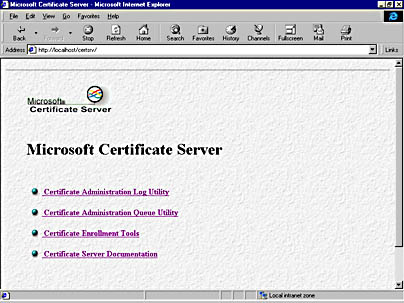 Microsoft Certificate Server - Microsoft Internet Explorer
File Edit View Go Favorites Help
Back Forward Stop Refresh Home Search Favorites History Channels Fullscreen Mail Print
Address http://localhost/certsrv/ Links
Microsoft
Certificate Server
Microsoft Certificate Server
Certificate Administration Log Utility
Certificate Administration Queue Utility
Certificate Enrollment Tools
Certificate Server Documentation
Local intranet zone